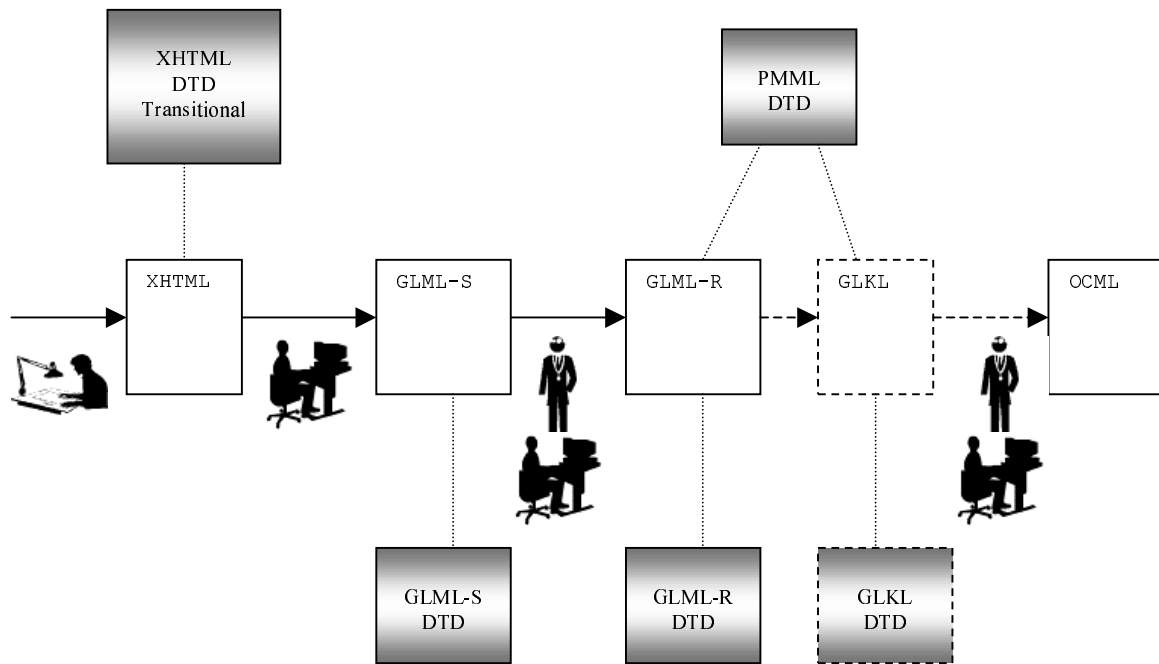 XHTML
DTD
Transitional
PMML
DTD
XHTML
GLML-S
GLML-R
GLKL
OCML
GLML-S
DTD
GLML-R
DTD
GLKL
DTD